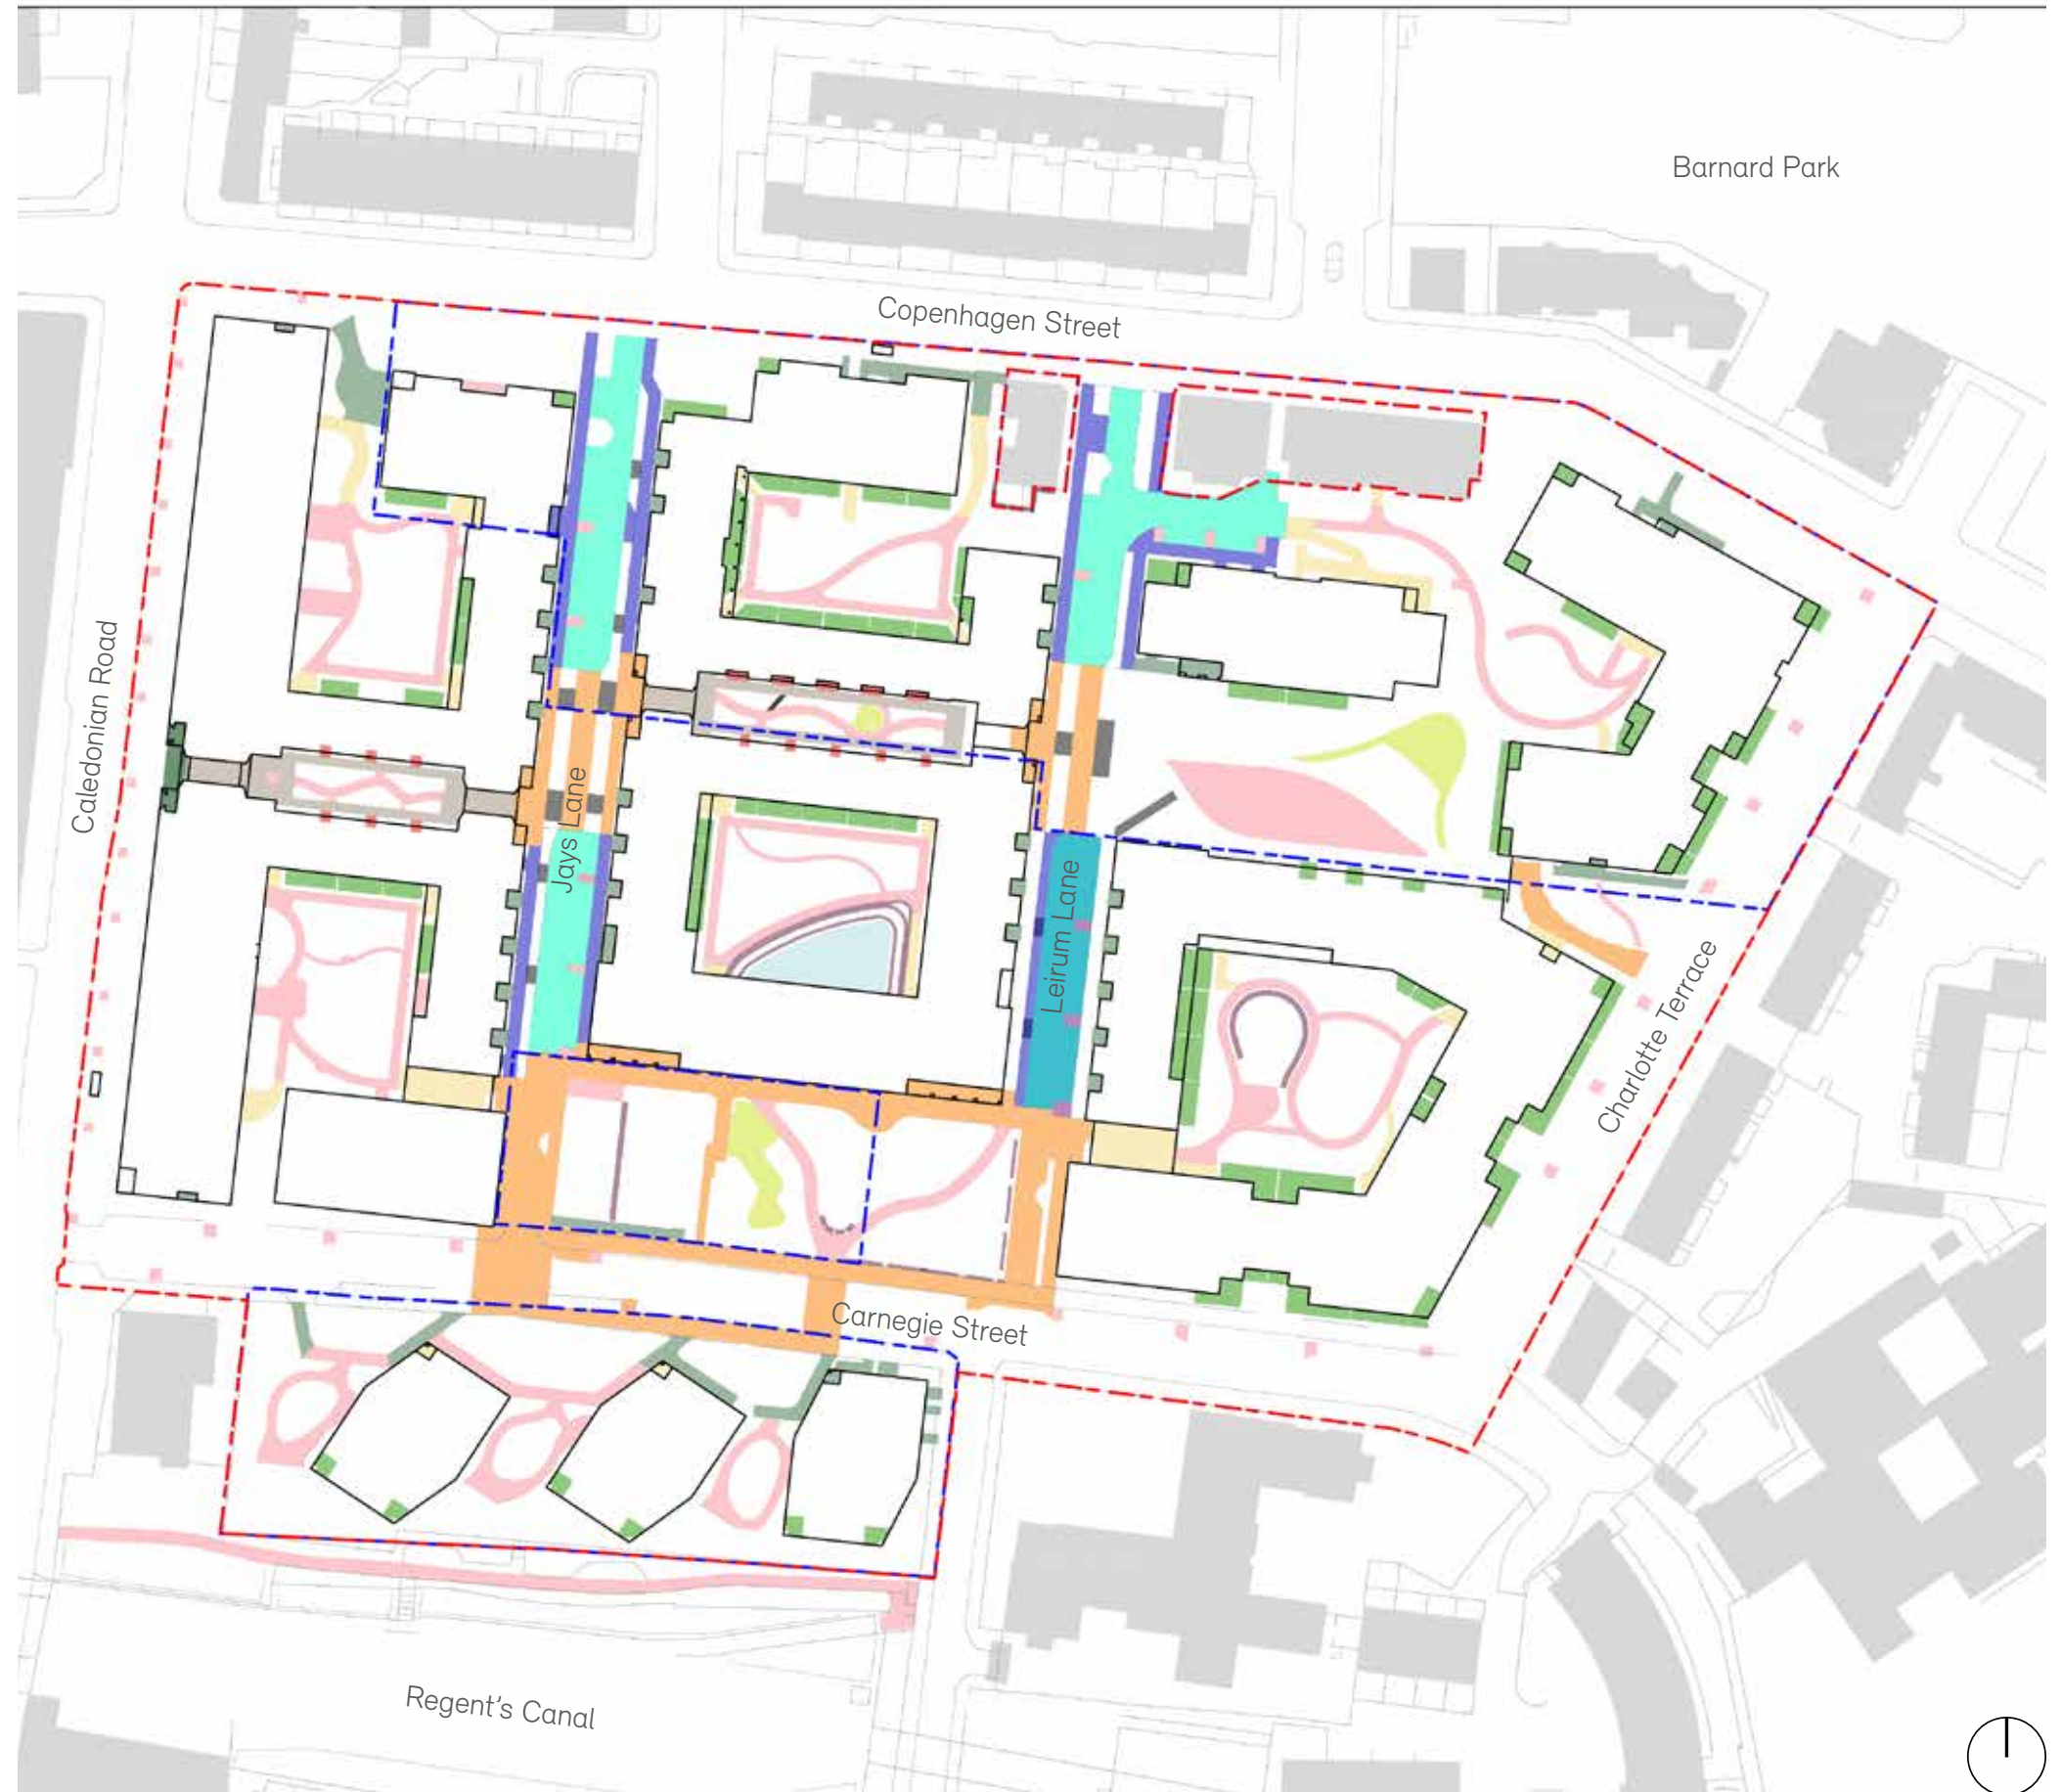 Barnard Park
Copenhagen Street
Caledonian Road
Jays Lane
Leirum Lane
Charlotte Terrace
Carnegie Street
Regent's Canal